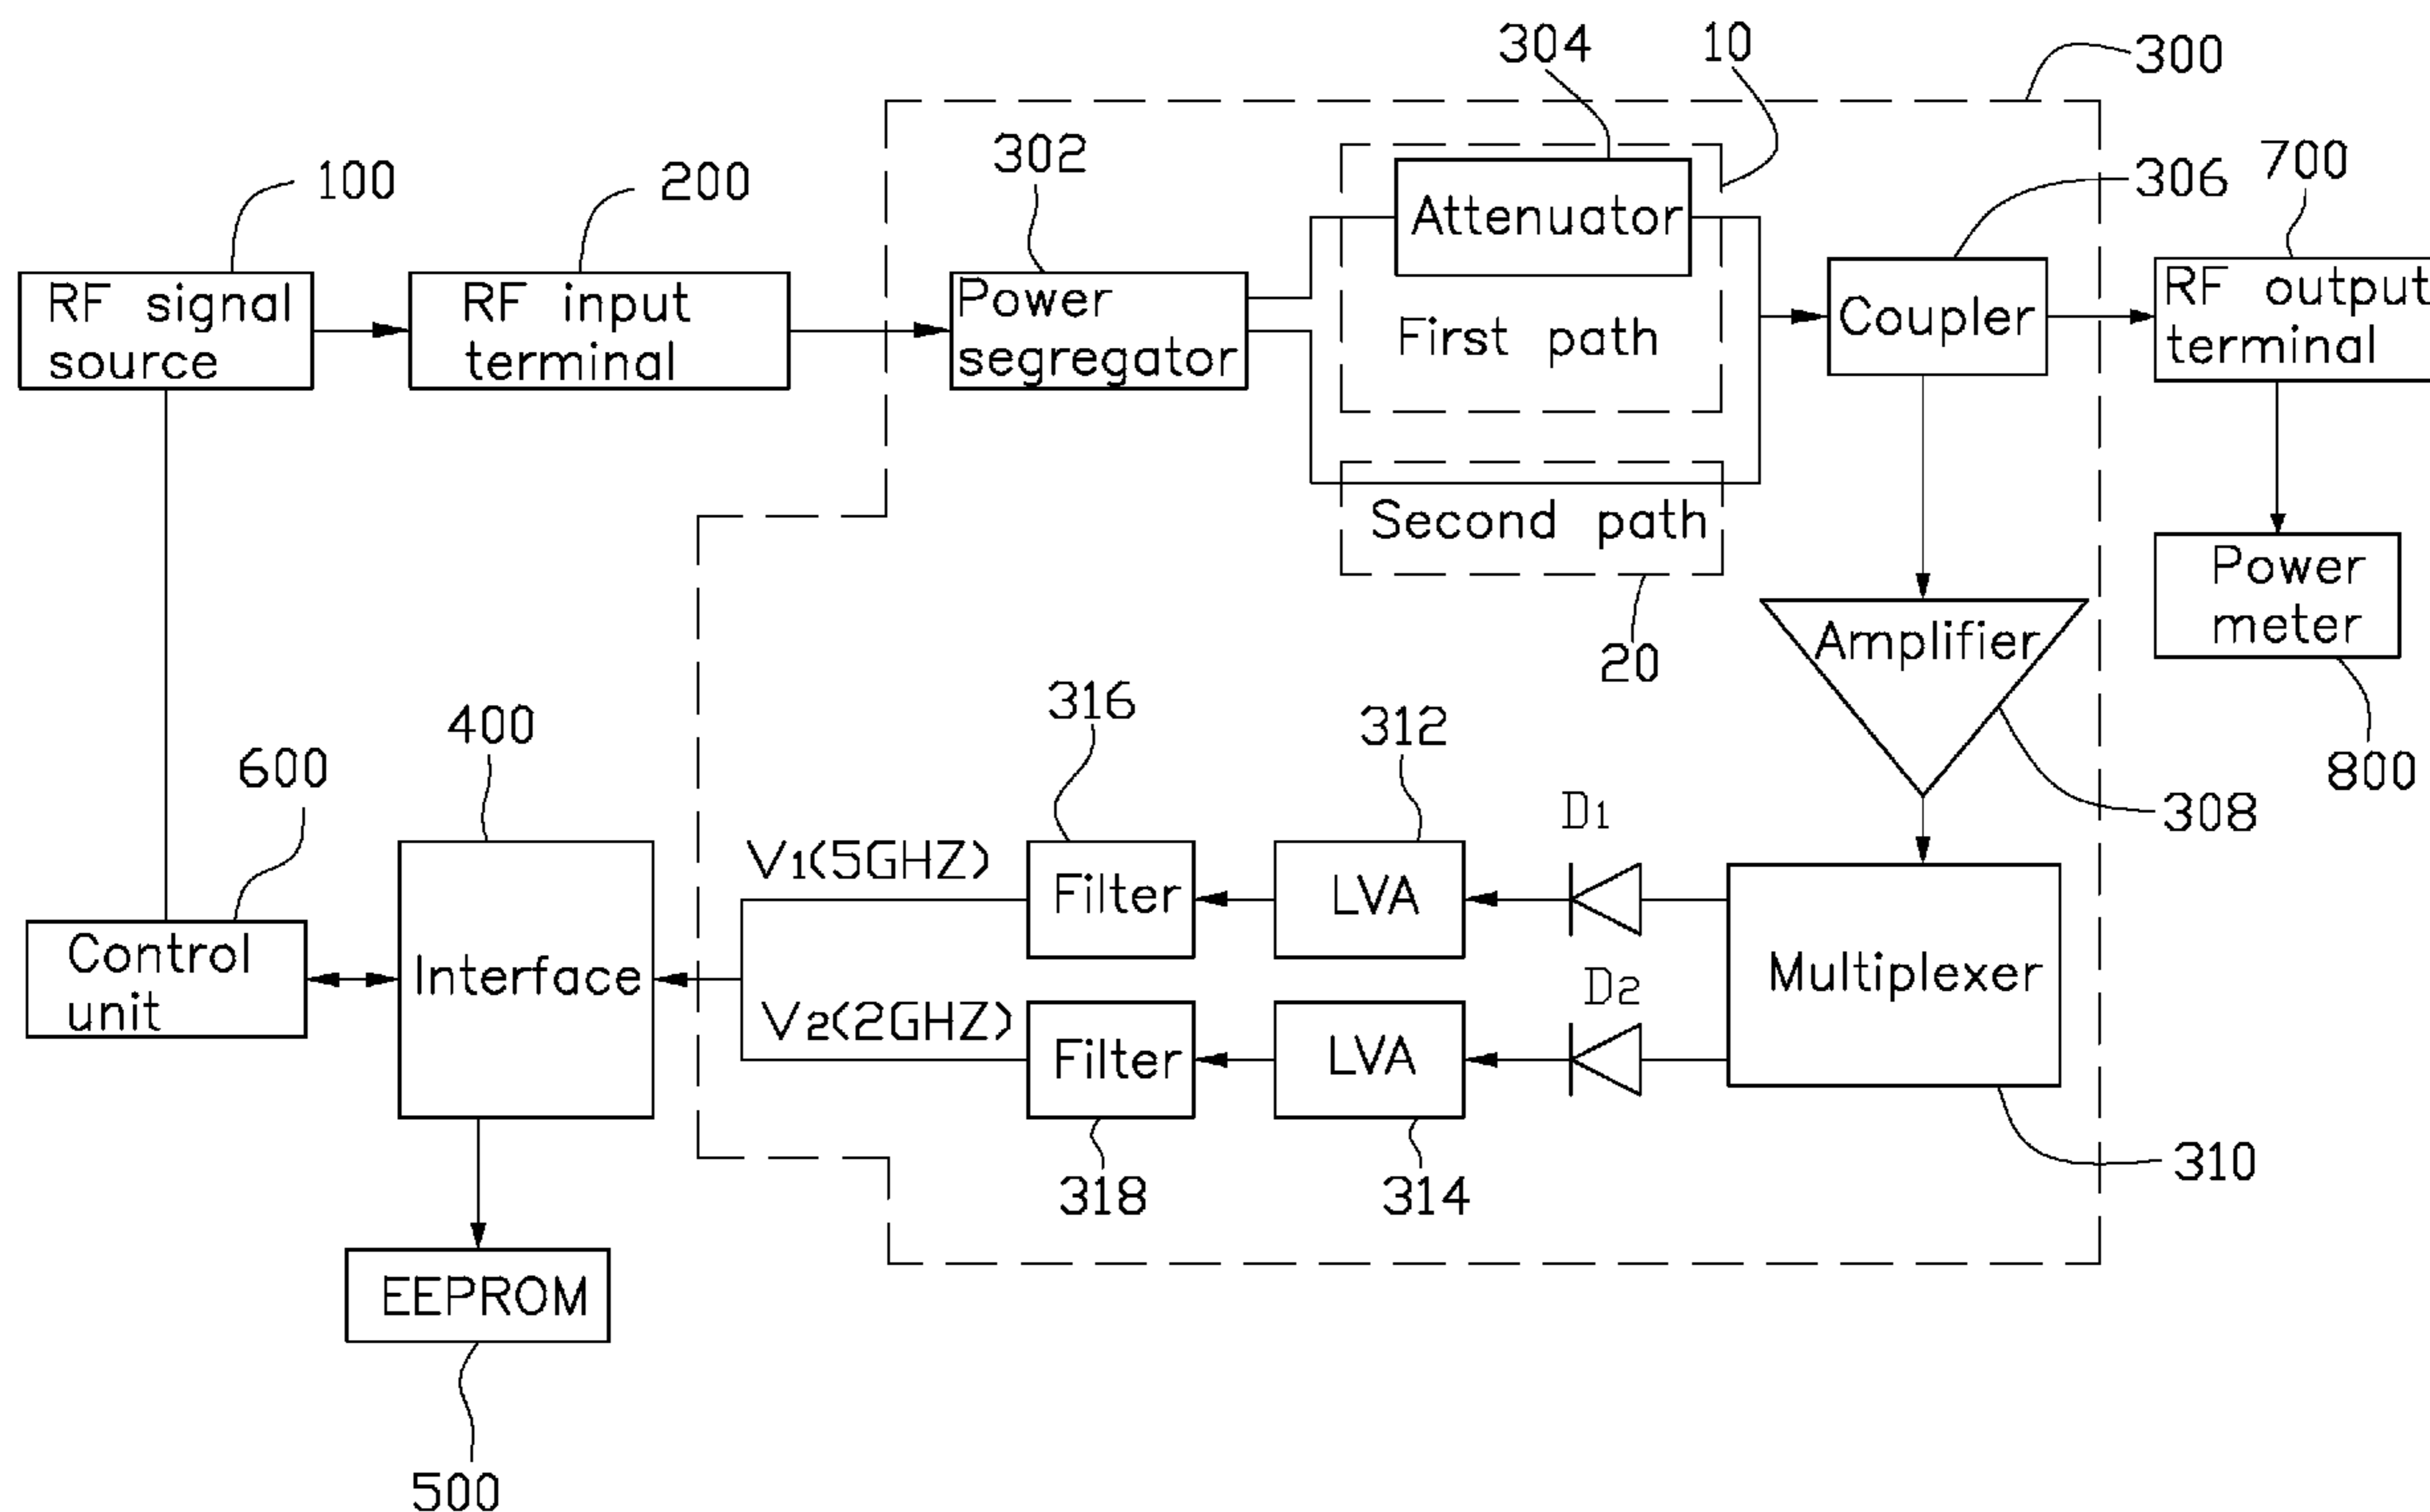 304
10
300
302
100
200
306
700
Attenuator
RF signal
source
RF input
terminal
Power
segregator
First path
Coupler
RF output
terminal
Second path
Power
meter
20
Amplifier
316
312
400
600
800
D1
308
V1(5GHZ)
Filter
LVA
Control
unit
Interface
Multiplexer
D2
V2(2GHZ)
Filter
LVA
318
314
310
EEPROM
500